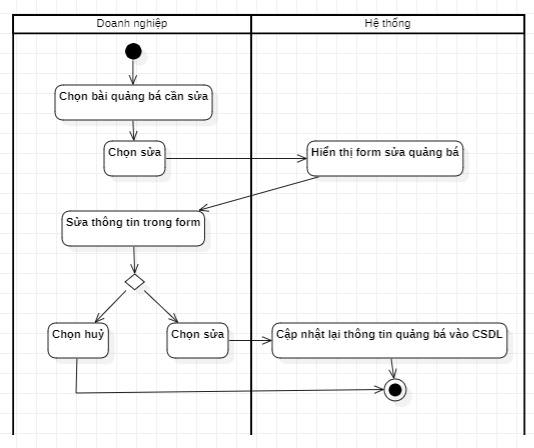 Doanh nghiệp
Hệ thống
Chọn bài quảng bá cần sửa
Chọn sửa
Hiển thị form sửa quảng bá
Sửa thông tin trong form
Chọn huỷ
Chọn sửa
Cập nhật lại thông tin quảng bá vào CSDL